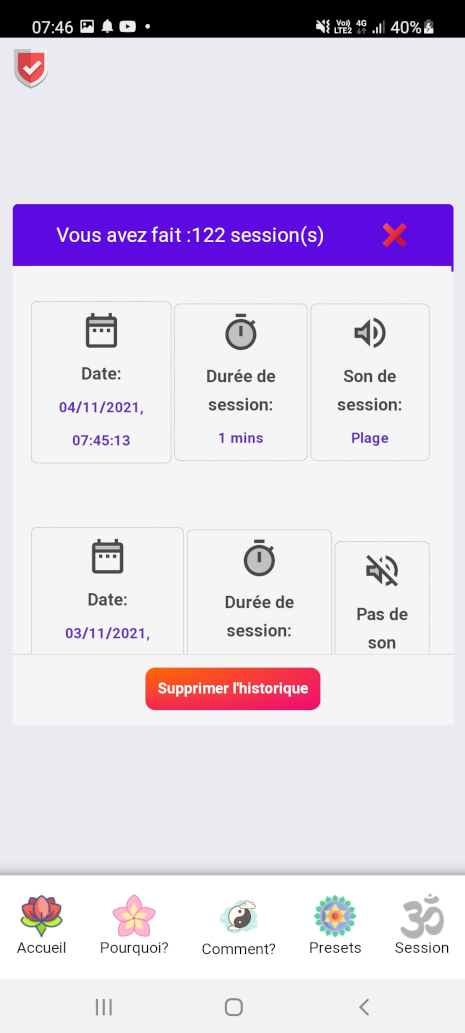 07:46
Vo)) 4G
LTE2
40%
Vous avez fait :122 session(s)
Date:
04/11/2021,
07:45:13
Durée de
session:
1 mins
Son de
session:
Plage
Date:
03/11/2021,
Durée de
session:
Pas de
son
Supprimer l'historique
Accueil
Pourquoi?
Comment?
Presets
Session